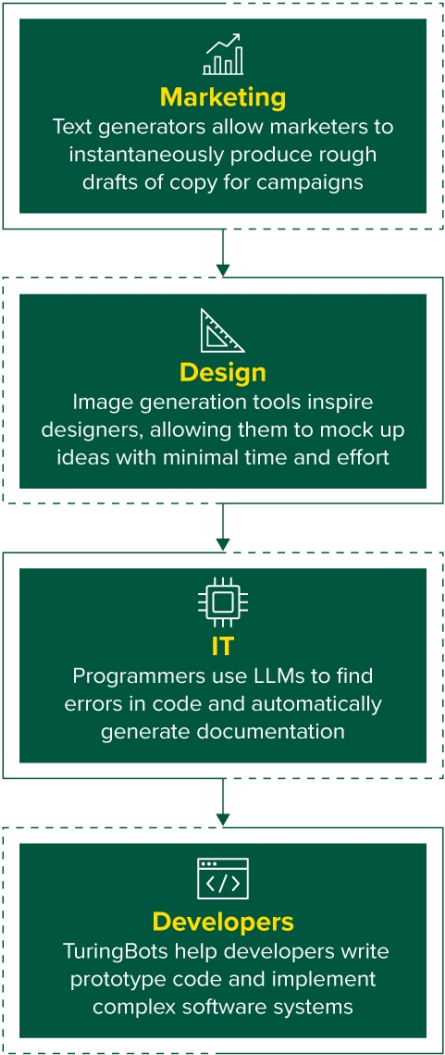 Marketing
Text generators allow marketers to
instantaneously produce rough
drafts of copy for campaigns
Design
Image generation tools inspire
designers, allowing them to mock up
ideas with minimal time and effort
IT
Programmers use LLMs to find
errors in code and automatically
generate documentation
</>
Developers
TuringBots help developers write
prototype code and implement
complex software systems